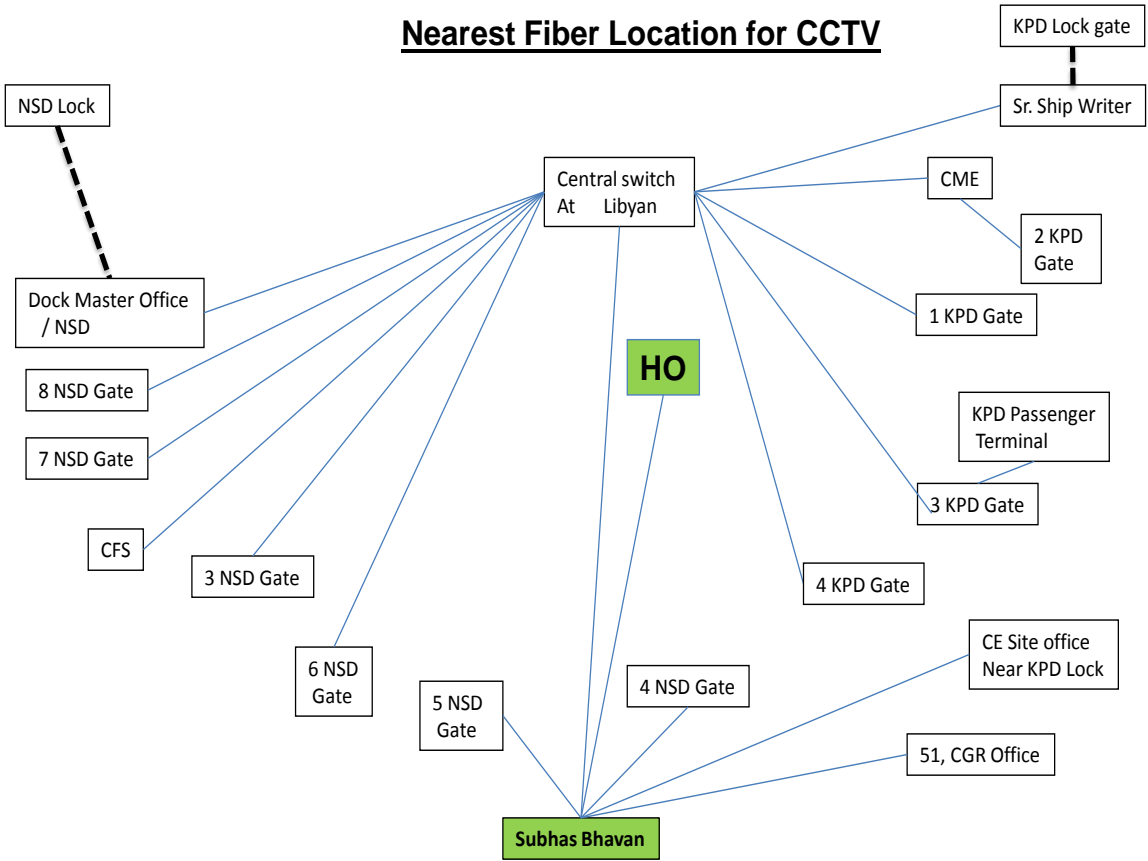 Nearest Fiber Location for CCTV
KPD Lock gate
NSD Lock
Sr. Ship Writer
Central switch
At Libyan
CME
2 KPD
Gate
Dock Master Office
/ NSD
1 KPD Gate
HO
8 NSD Gate
KPD Passenger
Terminal
7 NSD Gate
3 KPD Gate
CFS
3 NSD Gate
4 KPD Gate
CE Site office
Near KPD Lock
6 NSD
Gate
4 NSD Gate
5 NSD
Gate
51, CGR Office
Subhas Bhavan